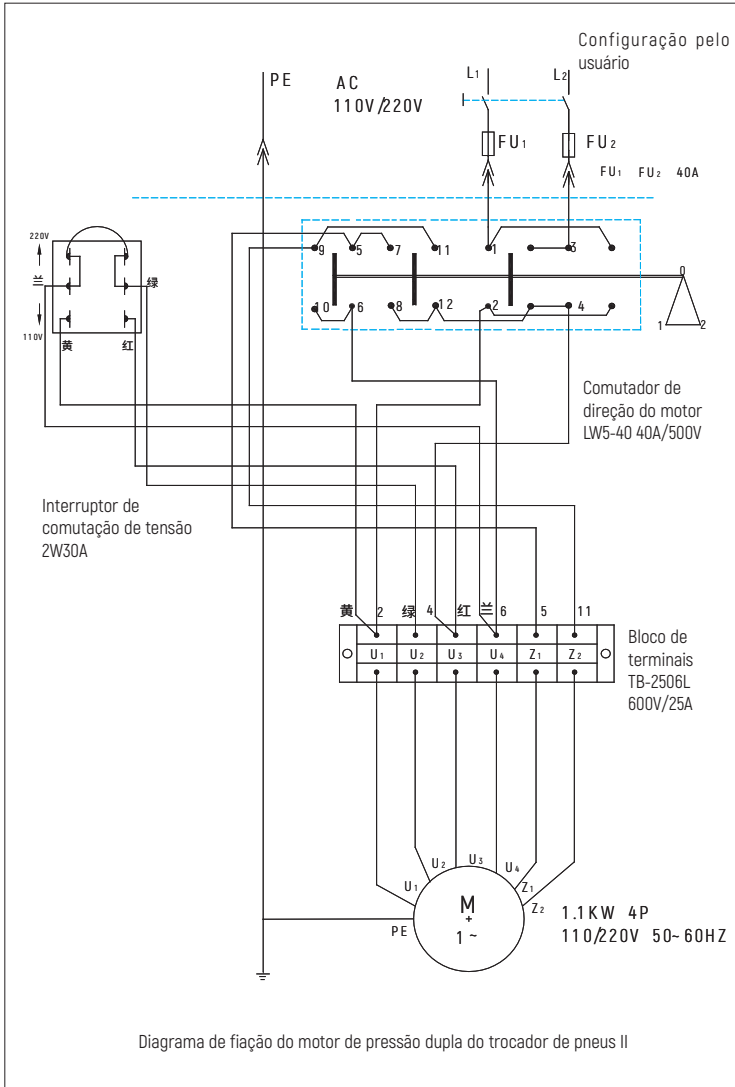 Configuração pelo
usuário
PE
AC
110V/220V
L1
L2
FU1
FU2
FU1 FU2 40A
220V
兰
绿
110V
黄
红
9
5
7
11
1
3
10
6
8
12
2
4
0
1
2
Comutador de
direção do motor
LW5-40 40A/500V
Interruptor de
comutação de tensão
2W30A
黄 2 绿 4 红 兰 6 5 11
U1 U2 U3 U4 Z1 Z2
Bloco de
terminais
TB-2506L
600V/25A
U1
U2
U3
U4
Z1
Z2
PE
M
+
1 ~
1.1KW 4P
110/220V 50~60HZ
Diagrama de fiação do motor de pressão dupla do trocador de pneus II